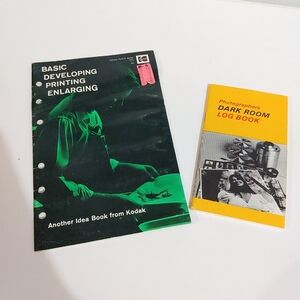 BASIC
DEVELOPING
PRINTING
ENLARGING
Another Idea Book from Kodak
Photographers
DARK ROOM
LOG BOOK